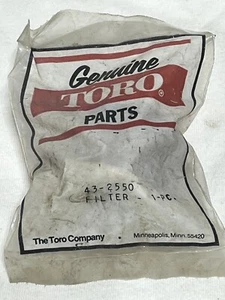 Genuine
TORO®
PARTS
43-2550
FILTER - 1-PC.
The Toro Company
Minneapolis, Minn. 55420